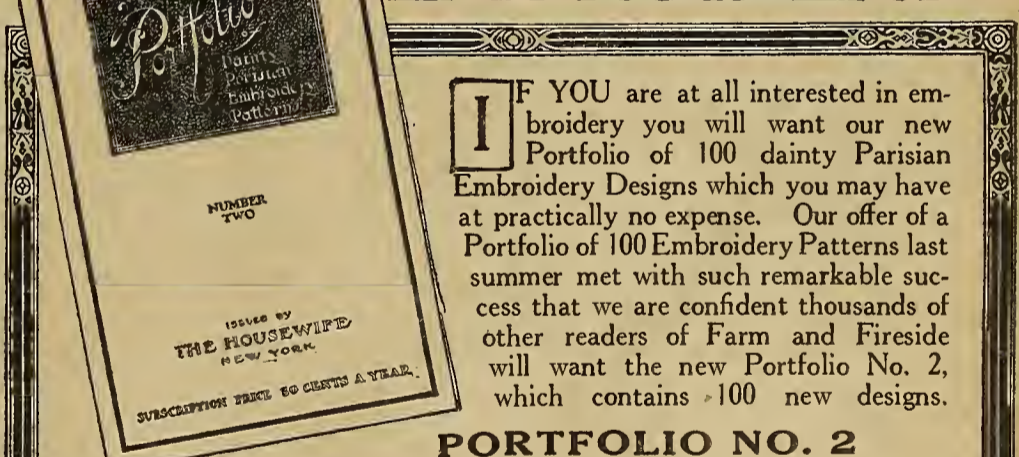 Portfolio
of
Dainty
Parisian
Embroidery
Patterns
NUMBER
TWO
ISSUED BY
THE HOUSEWIFE
NEW YORK
SUBSCRIPTION PRICE 50 CENTS A YEAR
IF YOU are at all interested in em-
broidery you will want our new
Portfolio of 100 dainty Parisian
Embroidery Designs which you may have
at practically no expense. Our offer of a
Portfolio of 100 Embroidery Patterns last
summer met with such remarkable suc-
cess that we are confident thousands of
other readers of Farm and Fireside
will want the new Portfolio No. 2,
which contains 100 new designs.
PORTFOLIO NO. 2